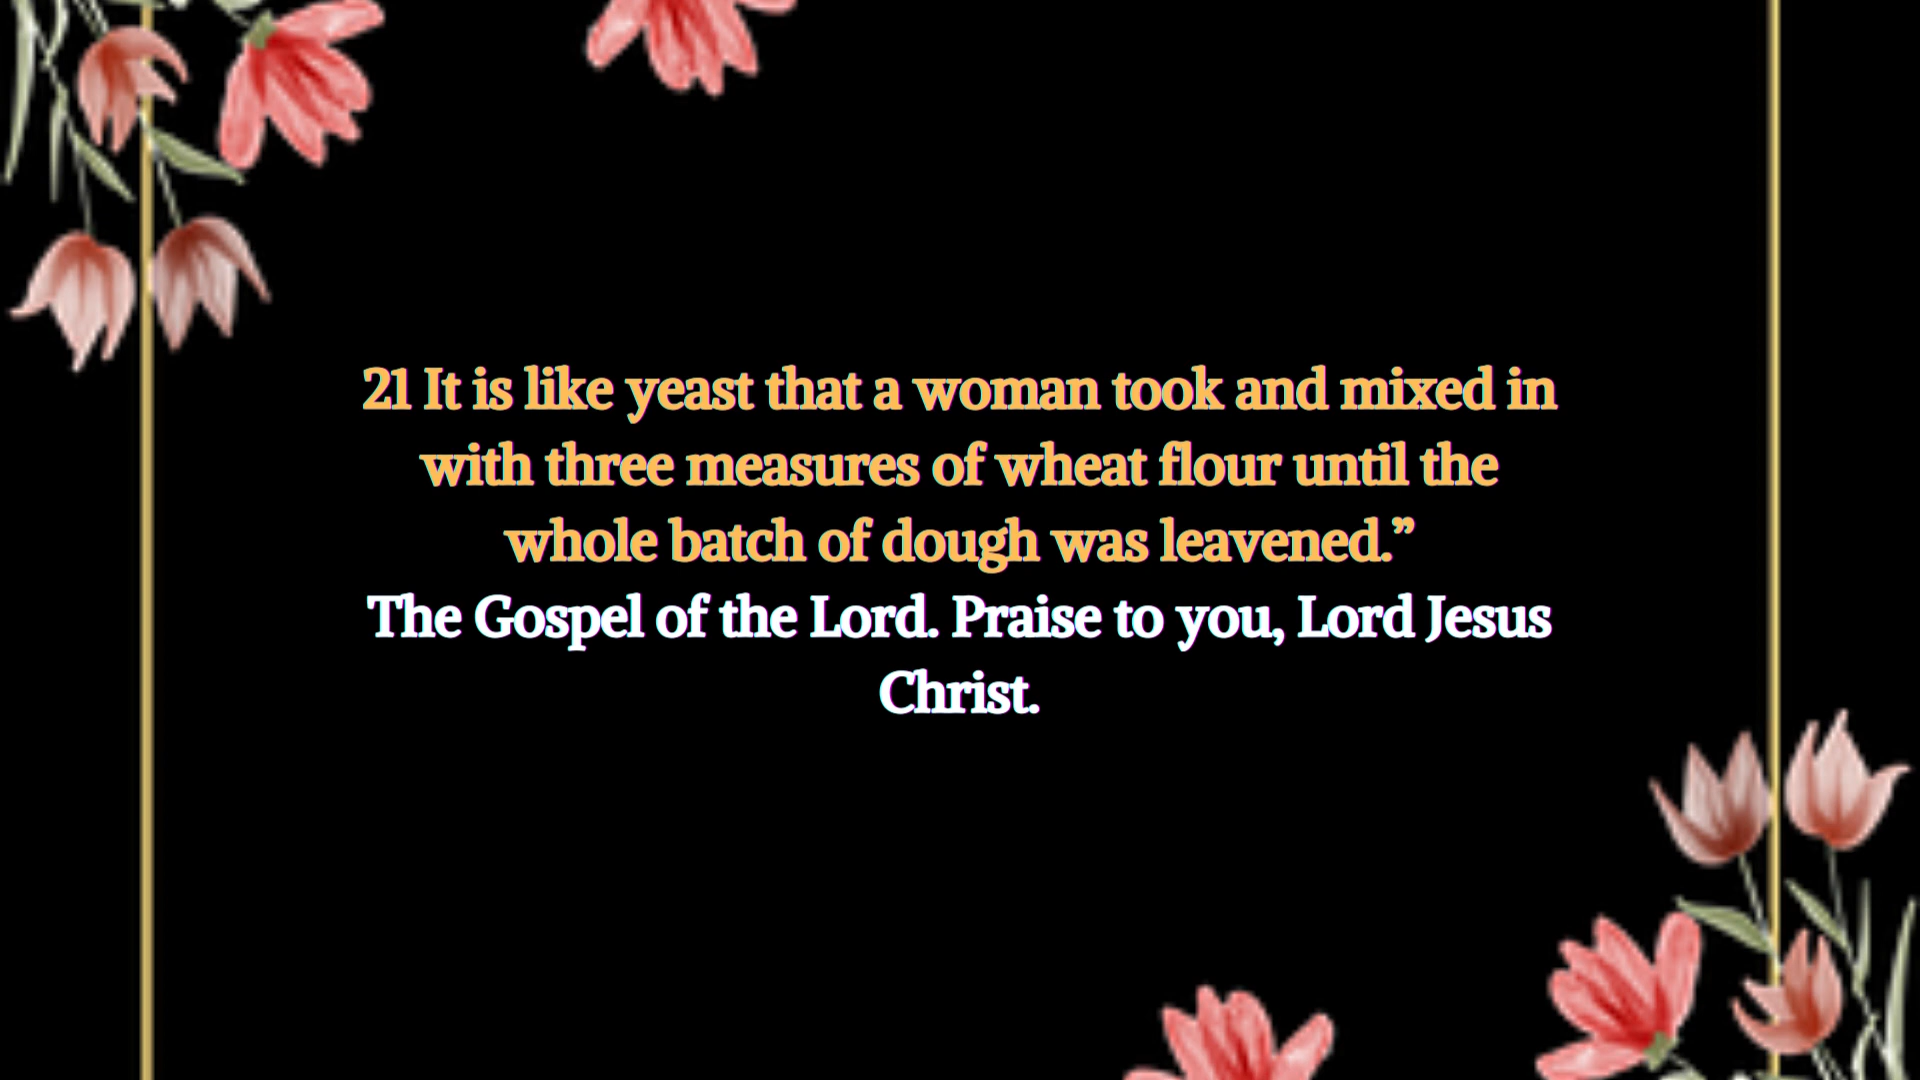 21 It is like yeast that a woman took and mixed in
with three measures of wheat flour until the
whole batch of dough was leavened.”
The Gospel of the Lord. Praise to you, Lord Jesus
Christ.